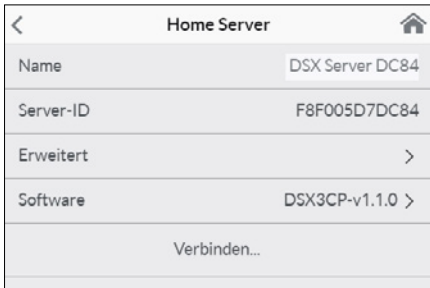 Home Server
Name DSX Server DC84
Server-ID F8F005D7DC84
Erweitert
Software DSX3CP-v1.1.0
Verbinden...